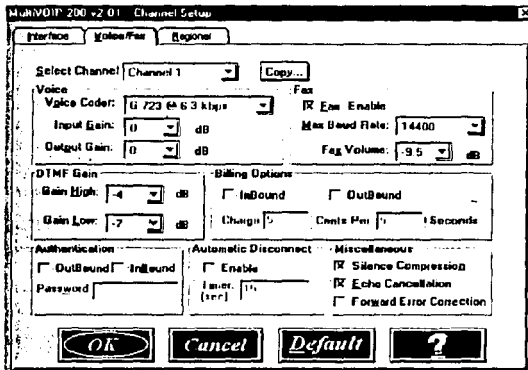 MultiVOIP 200 v2.01 - Channel Setup
Interface Voice/Fax Regional
Select Channel Channel 1 Copy...
Voice Fax
Voice Coder: G.723 @ 6.3 kbps Fax Enable
Input Gain: 0 dB Max Baud Rate: 14400
Output Gain: 0 dB Fax Volume: -9.5 dB
DTMF Gain Billing Options
Gain High: -4 dB InBound OutBound
Gain Low: -7 dB Charge 5 Cents Per Seconds
Authentication Automatic Disconnect Miscellaneous
OutBound InBound Enable Silence Compression
Password Timer: (sec) Echo Cancellation
Forward Error Correction
OK Cancel Default ?